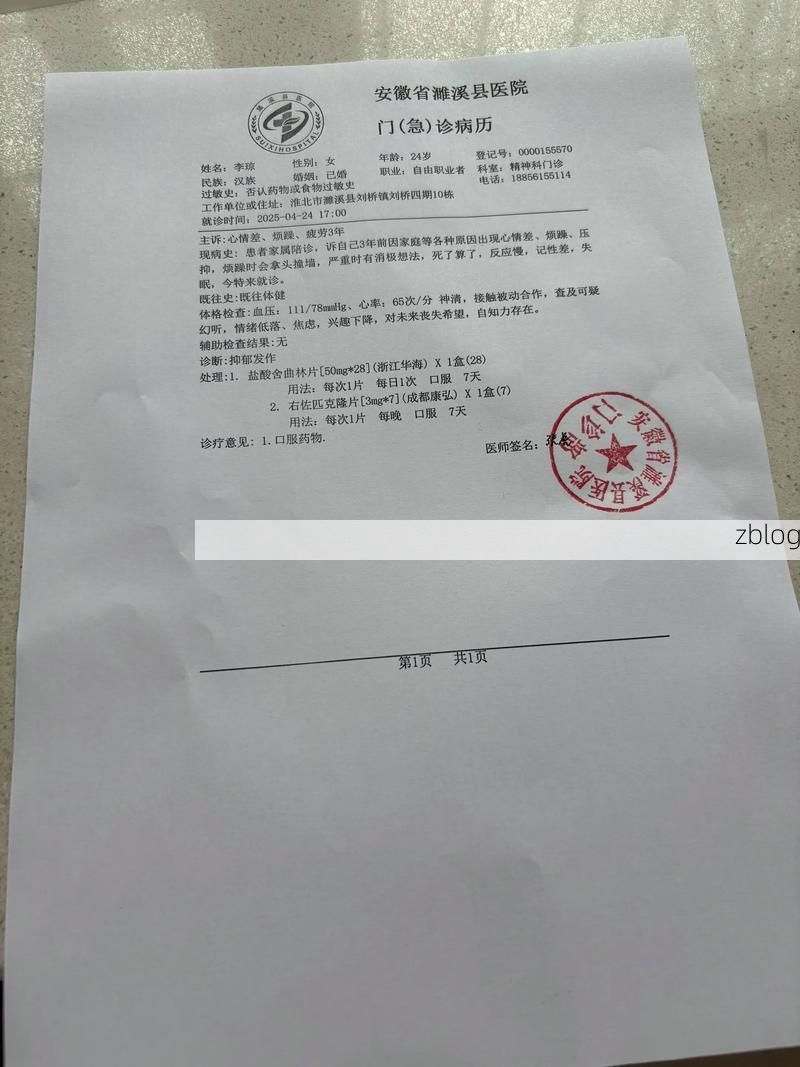 安徽省濉溪县医院
濉溪县医院
SUIXIHOSPITAL
门(急)诊病历
姓名: 李琼 性别: 女 年龄: 24岁 登记号: 0000155570
民族: 汉族 婚姻: 已婚 职业: 自由职业者 科室: 精神科门诊
过敏史: 否认药物或食物过敏史 电话: 18856155114
工作单位或住址: 淮北市濉溪县刘桥镇刘桥四期10栋
就诊时间: 2025-04-24 17:00
主诉:心情差、烦躁、疲劳3年
现病史: 患者家属陪诊, 诉自己3年前因家庭等各种原因出现心情差、烦躁、压
抑, 烦躁时会拿头撞墙, 严重时有消极想法, 死了算了, 反应慢, 记性差, 失
眠, 今特来就诊。
既往史:既往体健
体格检查:血压: 111/78mmHg、心率: 65次/分 神清, 接触被动合作, 查及可疑
幻听, 情绪低落、焦虑, 兴趣下降, 对未来丧失希望, 自知力存在。
辅助检查结果:无
诊断:抑郁发作
处理:1. 盐酸舍曲林片[50mg*28](浙江华海) X 1盒(28)
用法: 每次1片 每日1次 口服 7天
2. 右佐匹克隆片[3mg*7](成都康弘) X 1盒(7)
用法: 每次1片 每晚 口服 7天
诊疗意见: 1.口服药物.
医师签名: 张
安徽省濉溪县医院
门诊
zblog
第1页 共1页